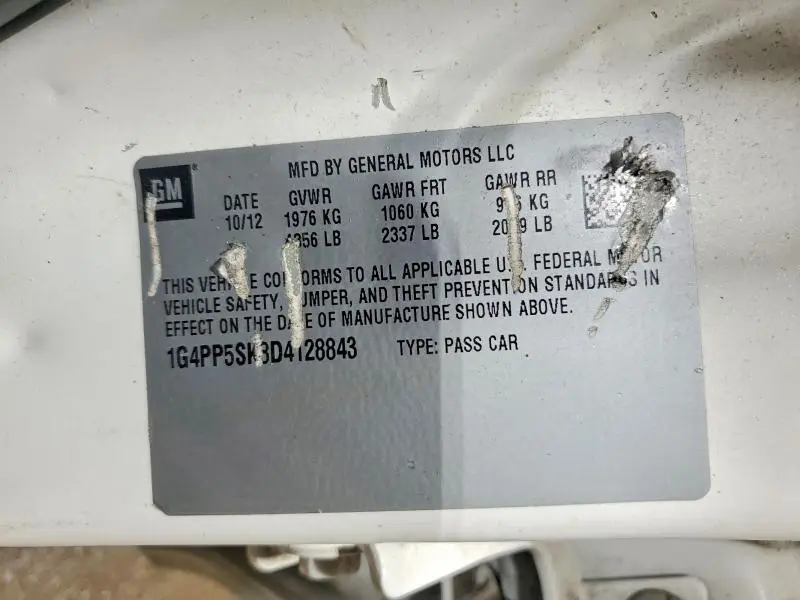 GM
MFD BY GENERAL MOTORS LLC
DATE GVWR GAWR FRT GAWR RR
10/12 1976 KG 1060 KG KG
LB 2337 LB LB
THIS VEHICLE CONFORMS TO ALL APPLICABLE U.S. FEDERAL MOTOR
VEHICLE SAFETY, BUMPER, AND THEFT PREVENTION STANDARDS IN
EFFECT ON THE DATE OF MANUFACTURE SHOWN ABOVE.
TYPE: PASS CAR